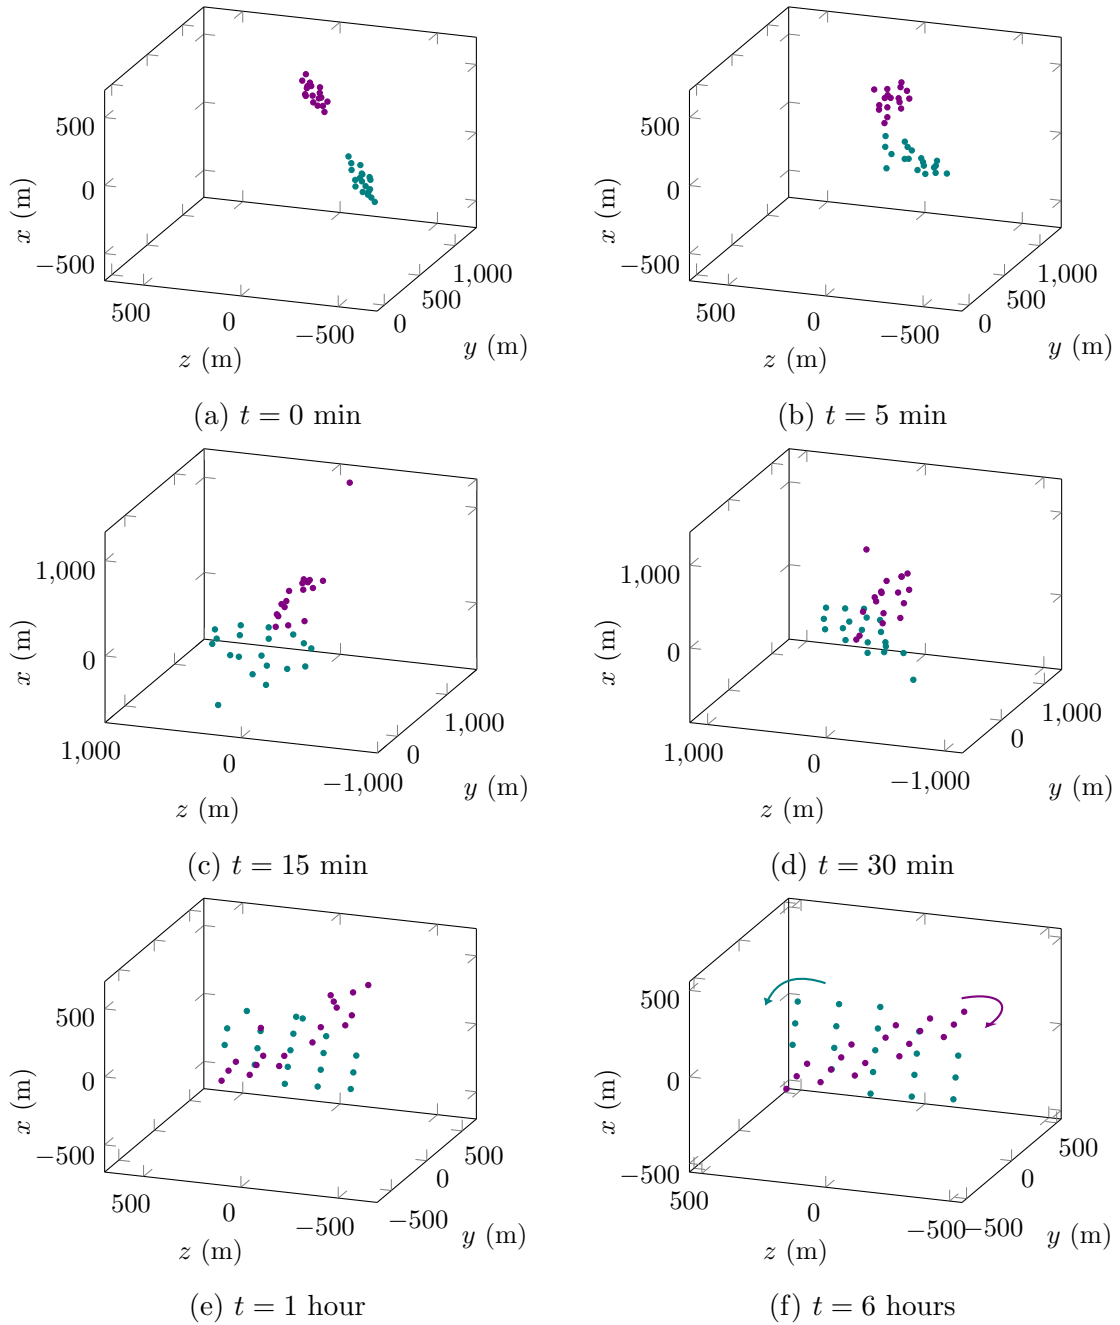 500
0
−500
x (m)
500
0
−500
z (m)
0
500
1,000
y (m)
(a) t = 0 min
500
0
−500
x (m)
500
0
−500
z (m)
0
500
1,000
y (m)
(b) t = 5 min
1,000
0
x (m)
1,000
0
−1,000
z (m)
0
1,000
y (m)
(c) t = 15 min
1,000
0
x (m)
1,000
0
−1,000
z (m)
0
1,000
y (m)
(d) t = 30 min
500
0
−500
x (m)
500
0
−500
z (m)
−500
0
500
y (m)
(e) t = 1 hour
500
0
−500
x (m)
500
0
−500
z (m)
−500
0
500
y (m)
(f) t = 6 hours